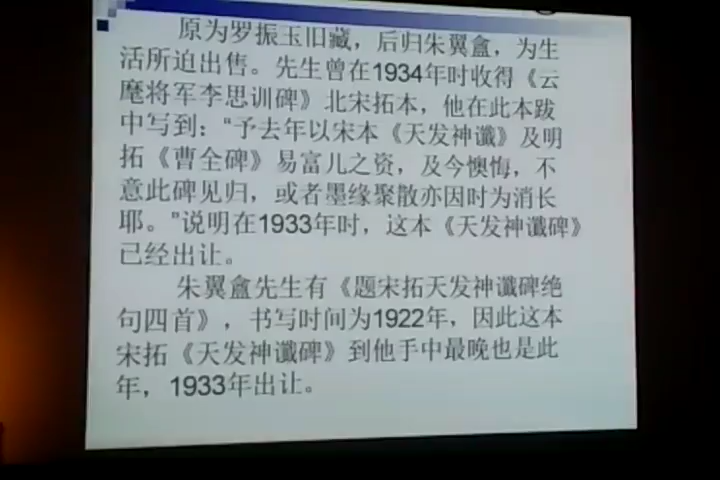 原为罗振玉旧藏，后归朱翼盦，为生
活所迫出售。先生曾在1934年时收得《云
麾将军李思训碑》北宋拓本，他在此本跋
中写到：“予去年以宋本《天发神谶》及明
拓《曹全碑》易富儿之资，及今懊悔，不
意此碑见归，或者墨缘聚散亦因时为消长
耶。”说明在1933年时，这本《天发神谶碑》
已经出让。
朱翼盦先生有《题宋拓天发神谶碑绝
句四首》，书写时间为1922年，因此这本
宋拓《天发神谶碑》到他手中最晚也是此
年，1933年出让。